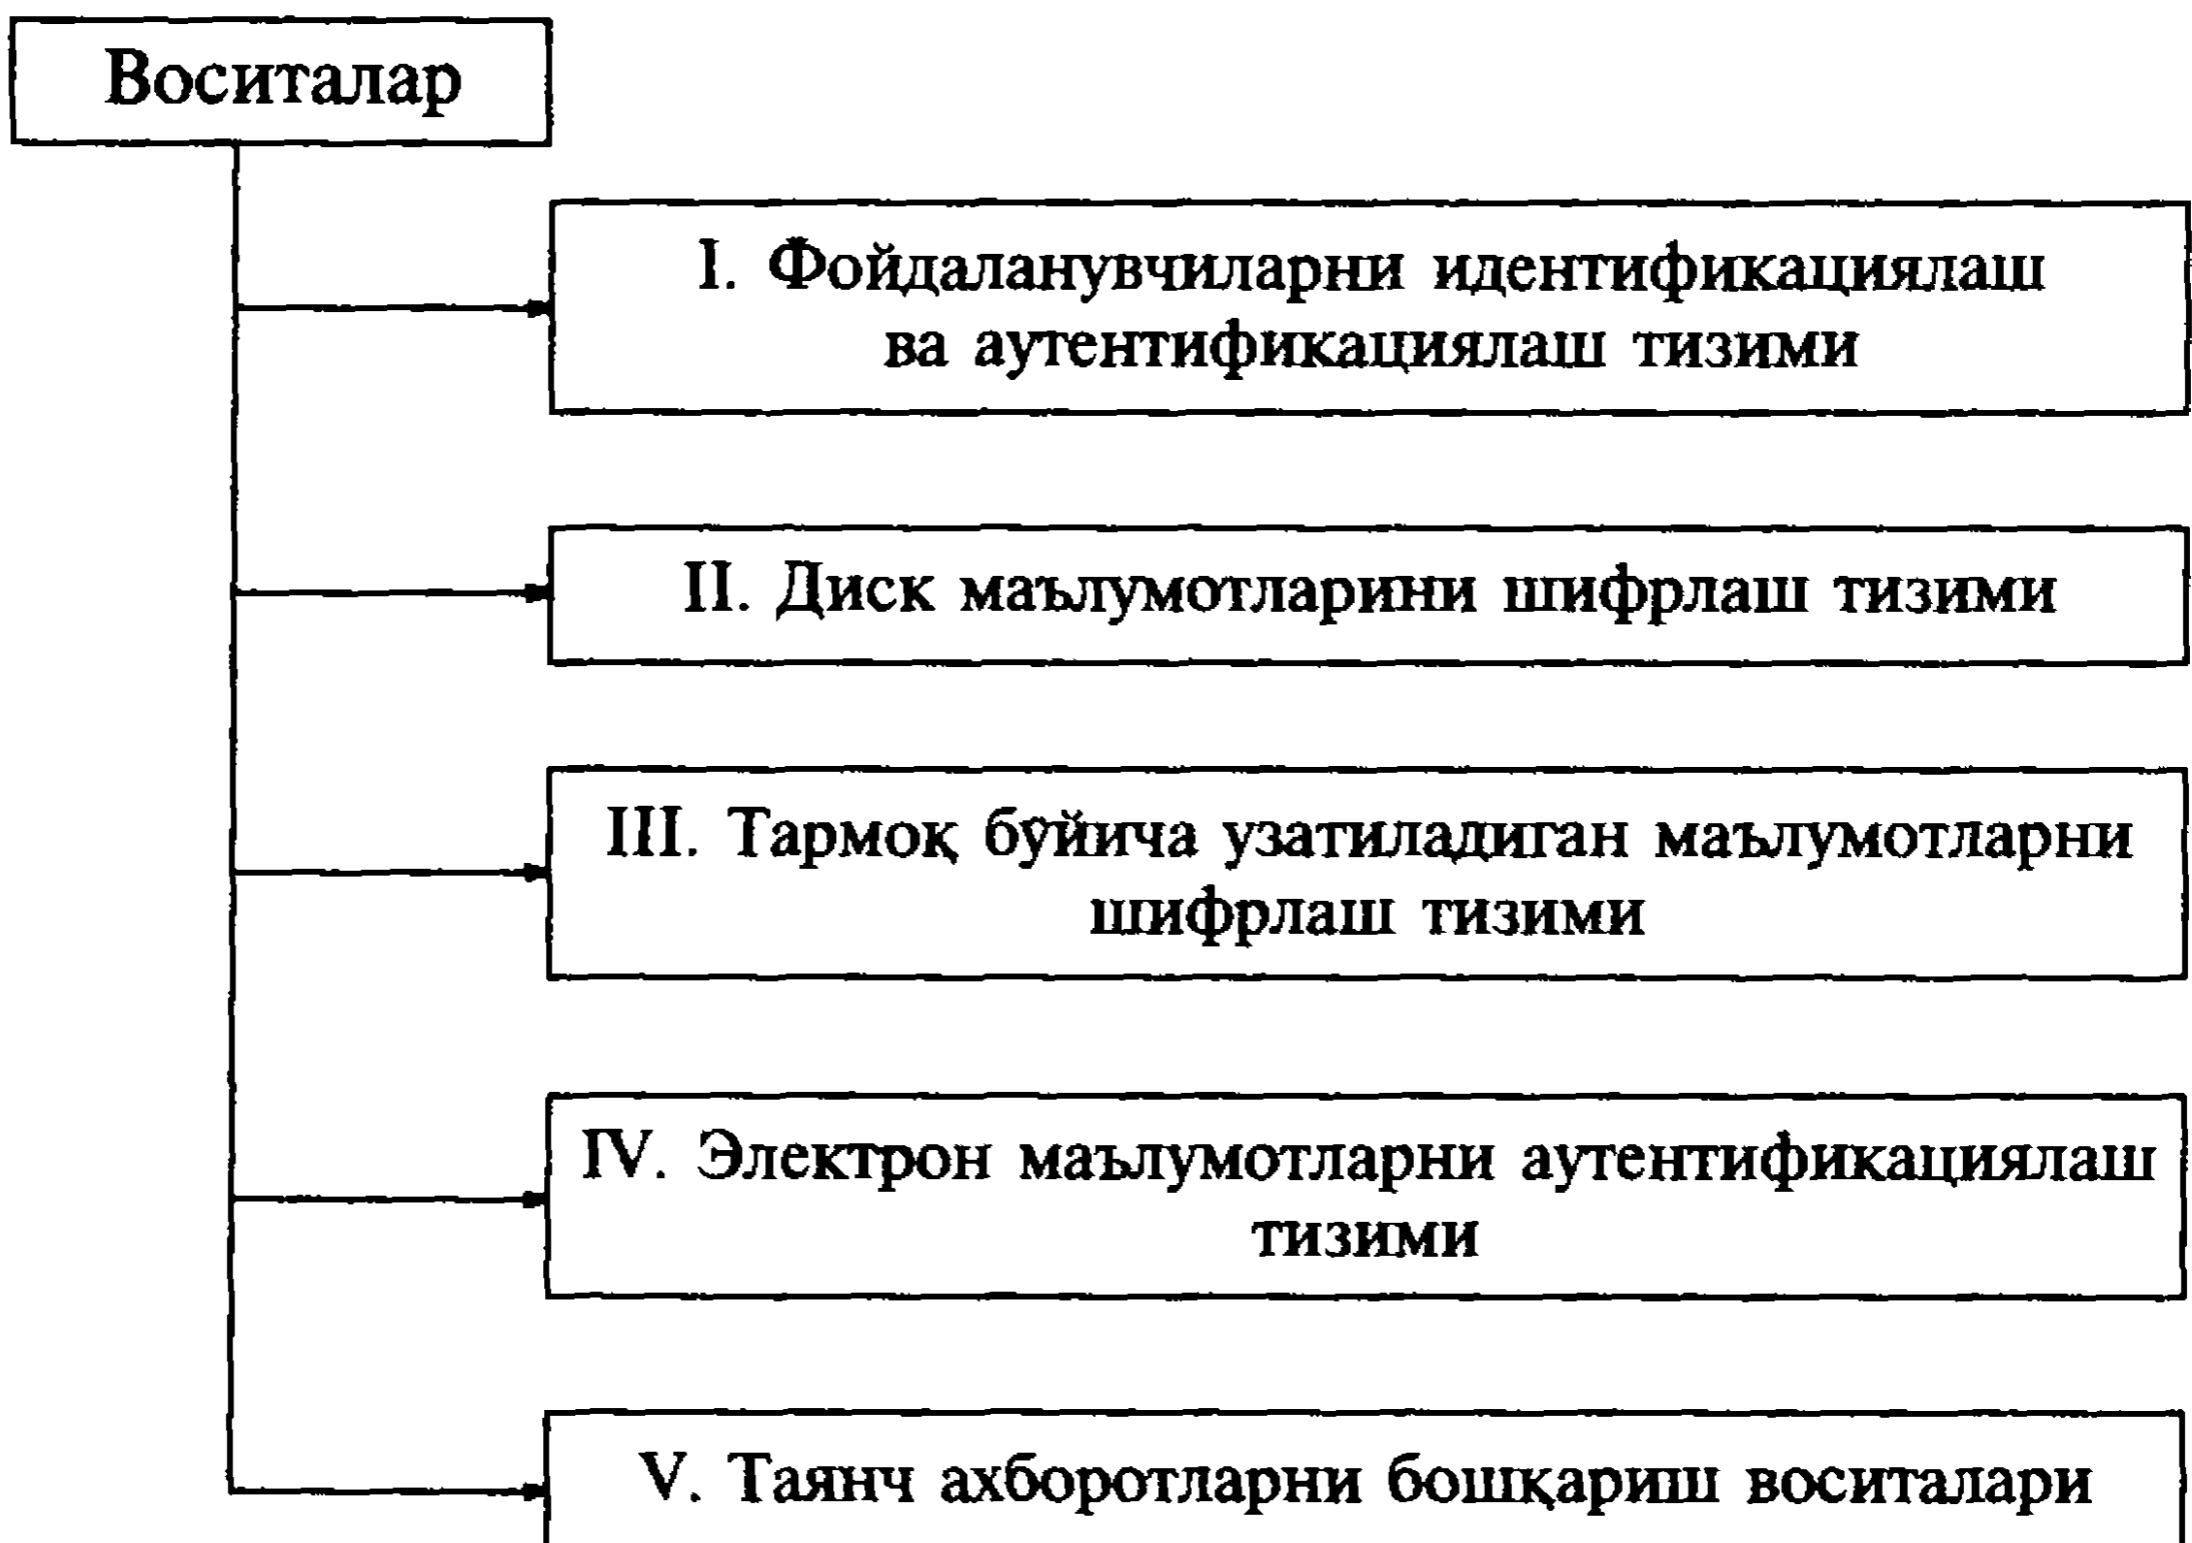 Воситалар
I. Фойдаланувчиларни идентификациялаш
ва аутентификациялаш тизими
II. Диск маълумотларини шифрлаш тизими
III. Тармоқ бўйича узатиладиган маълумотларни
шифрлаш тизими
IV. Электрон маълумотларни аутентификациялаш
тизими
V. Таянч ахборотларни бошқариш воситалари